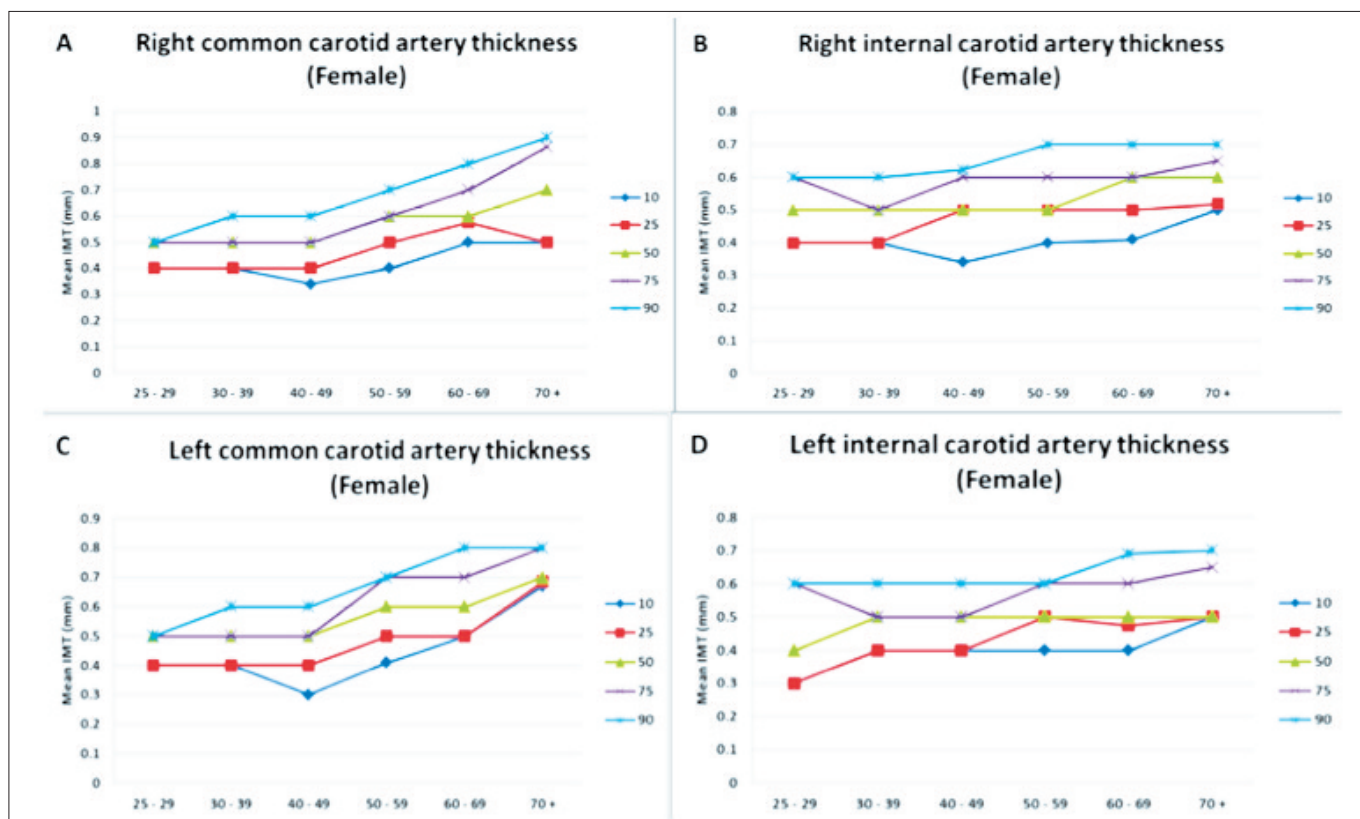 A
Right common carotid artery thickness
(Female)
Mean IMT (mm)
1
0.9
0.8
0.7
0.6
0.5
0.4
0.3
0.2
0.1
0
25 - 29 30 - 39 40 - 49 50 - 59 60 - 69 70 +
10
25
50
75
90
B
Right internal carotid artery thickness
(Female)
Mean IMT (mm)
0.8
0.7
0.6
0.5
0.4
0.3
0.2
0.1
0
25 - 29 30 - 39 40 - 49 50 - 59 60 - 69 70 +
10
25
50
75
90
C
Left common carotid artery thickness
(Female)
Mean IMT (mm)
0.9
0.8
0.7
0.6
0.5
0.4
0.3
0.2
0.1
0
25 - 29 30 - 39 40 - 49 50 - 59 60 - 69 70 +
10
25
50
75
90
D
Left internal carotid artery thickness
(Female)
Mean IMT (mm)
0.8
0.7
0.6
0.5
0.4
0.3
0.2
0.1
0
25 - 29 30 - 39 40 - 49 50 - 59 60 - 69 70 +
10
25
50
75
90